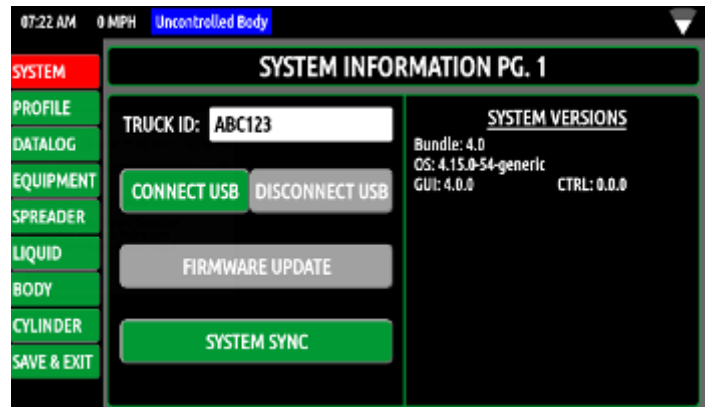 07:22 AM 0 MPH Uncontrolled Body
SYSTEM INFORMATION PG. 1
SYSTEM
PROFILE
DATALOG
EQUIPMENT
SPREADER
LIQUID
BODY
CYLINDER
SAVE & EXIT
TRUCK ID: ABC123
CONNECT USB DISCONNECT USB
FIRMWARE UPDATE
SYSTEM SYNC
SYSTEM VERSIONS
Bundle: 4.0
OS: 4.15.0-54-generic
GUI: 4.0.0 CTRL: 0.0.0